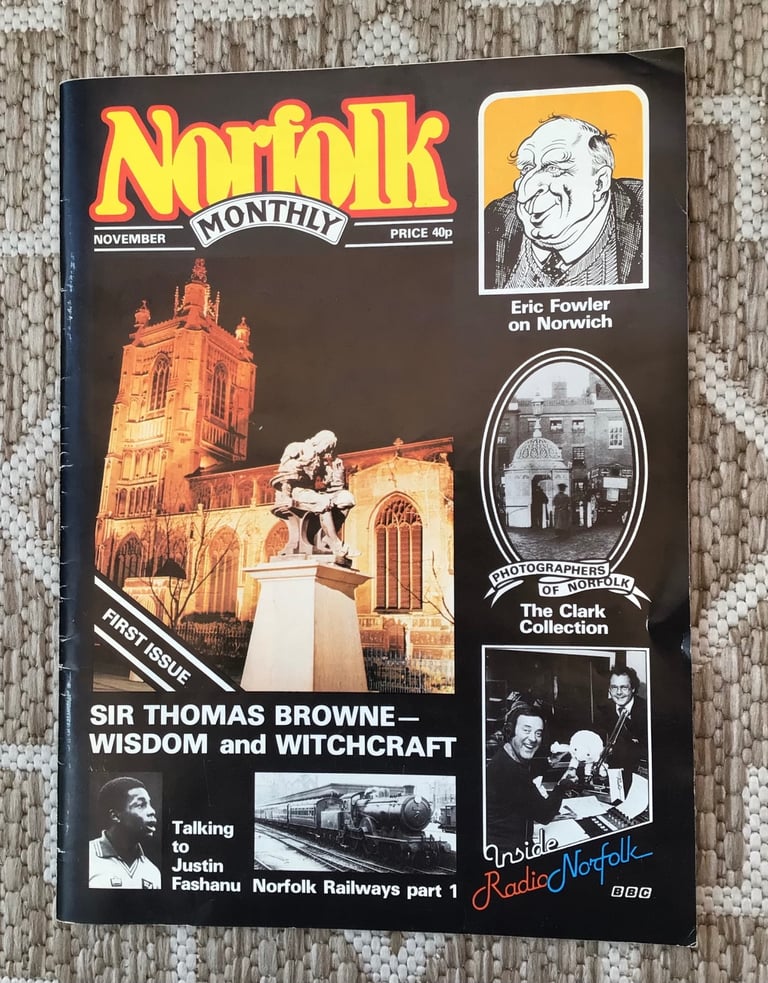 Norfolk
MONTHLY
NOVEMBER
PRICE 40p
Eric Fowler
on Norwich
PHOTOGRAPHERS
OF NORFOLK
The Clark
Collection
FIRST ISSUE
SIR THOMAS BROWNE—
WISDOM and WITCHCRAFT
Talking
to
Justin
Fashanu
Norfolk Railways part 1
Inside
Radio Norfolk
BBC